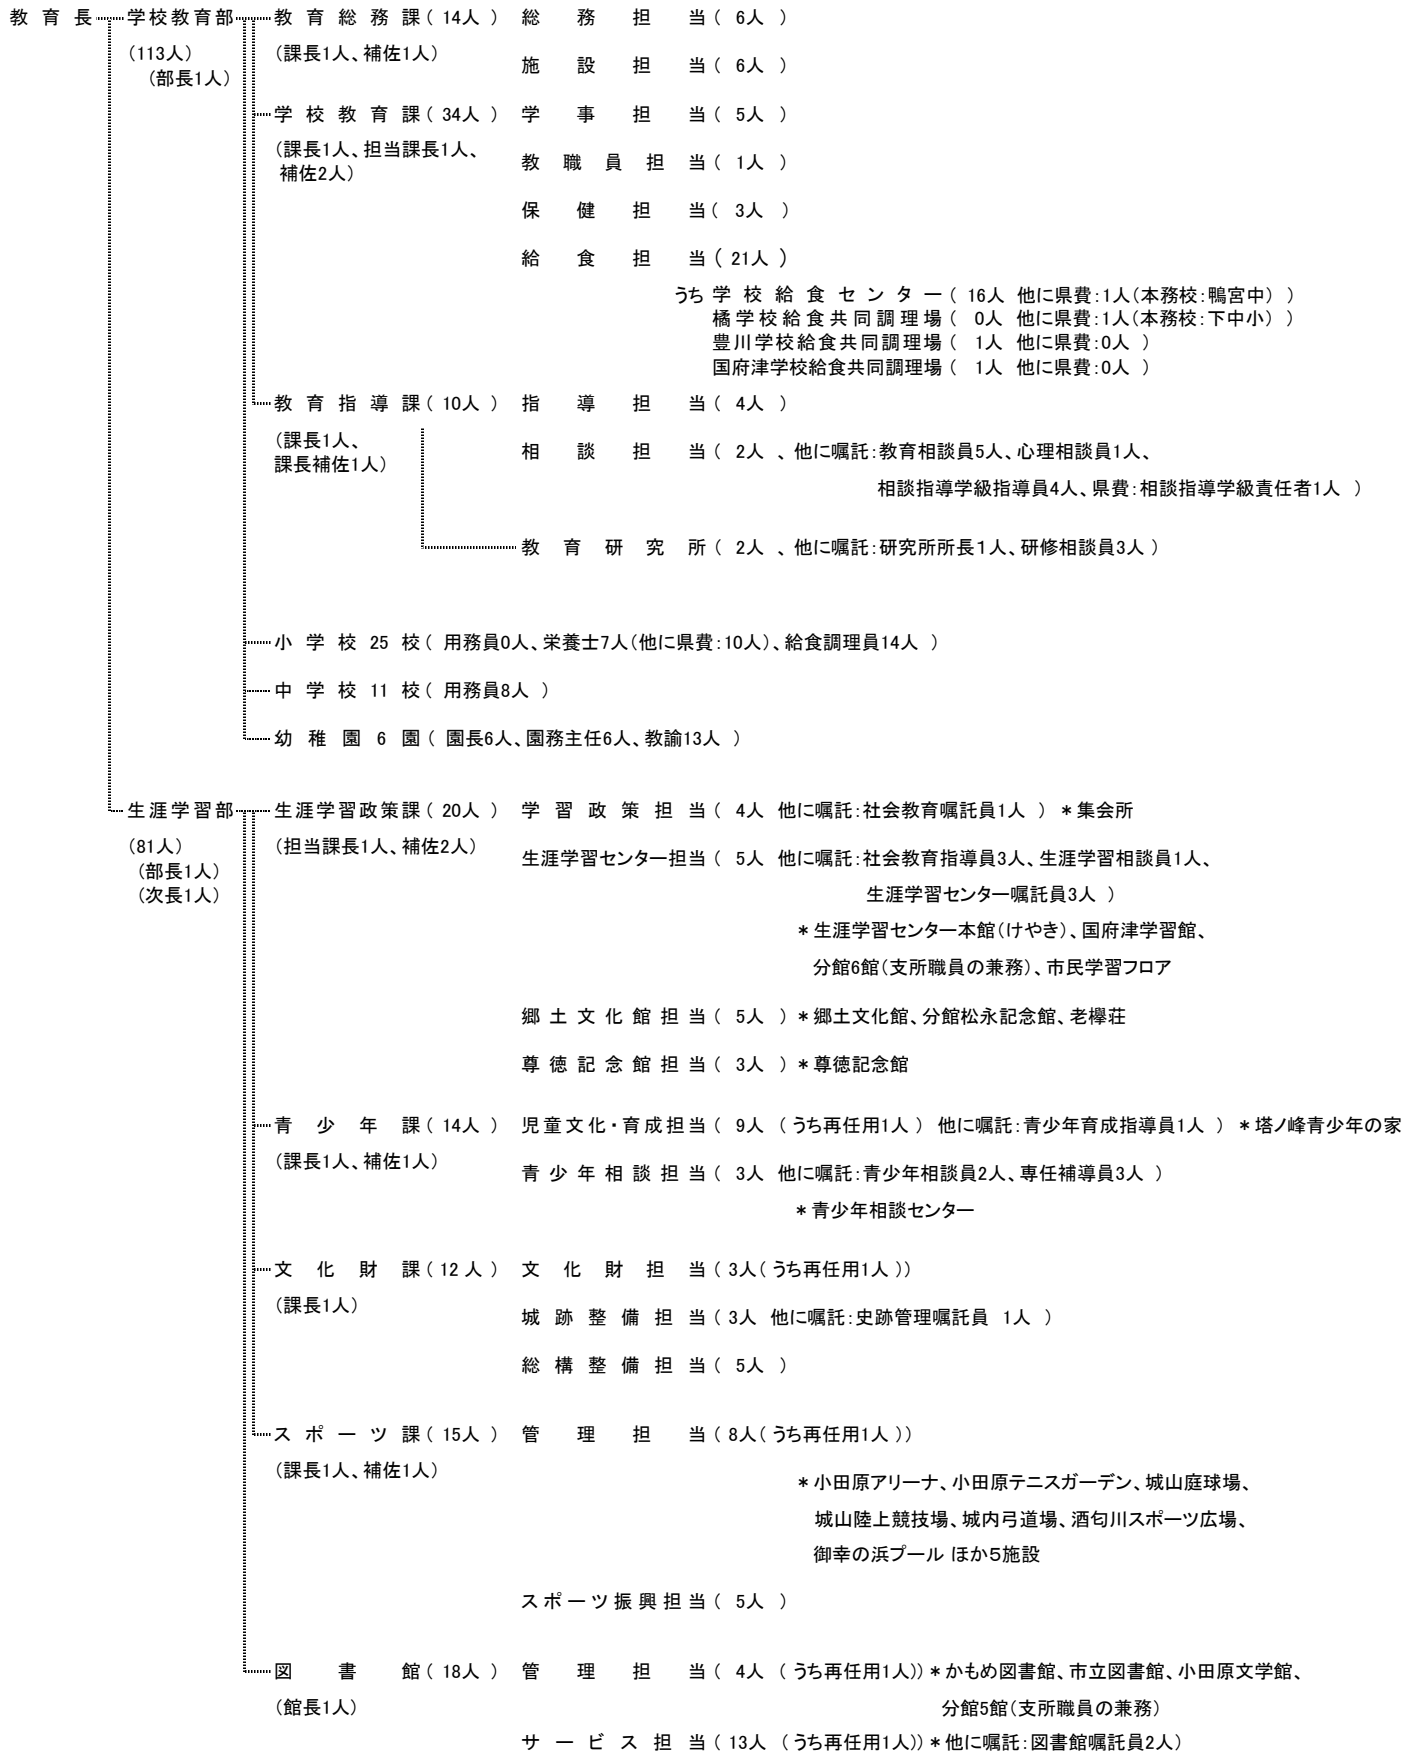 教育長 学校教育部 教育総務課( 14人 ) 総務担当( 6人 )
(113人) (課長1人、補佐1人)
(部長1人) 施設担当( 6人 )
学校教育課( 34人 ) 学事担当( 5人 )
(課長1人、担当課長1人、
補佐2人) 教職員担当( 1人 )
保健担当( 3人 )
給食担当( 21人 )
うち 学校給食センター( 16人 他に県費:1人(本務校:鴨宮中) )
橘学校給食共同調理場( 0人 他に県費:1人(本務校:下中小) )
豊川学校給食共同調理場( 1人 他に県費:0人 )
国府津学校給食共同調理場( 1人 他に県費:0人 )
教育指導課( 10人 ) 指導担当( 4人 )
(課長1人、
課長補佐1人) 相談担当( 2人 、他に嘱託:教育相談員5人、心理相談員1人、
相談指導学級指導員4人、県費:相談指導学級責任者1人 )
教育研究所( 2人 、他に嘱託:研究所所長1人、研修相談員3人 )
小学校 25 校( 用務員0人、栄養士7人(他に県費:10人)、給食調理員14人 )
中学校 11 校( 用務員8人 )
幼稚園 6 園( 園長6人、園務主任6人、教諭13人 )
生涯学習部 生涯学習政策課( 20人 ) 学習政策担当( 4人 他に嘱託:社会教育嘱託員1人 ) *集会所
(81人) (担当課長1人、補佐2人)
(部長1人) 生涯学習センター担当( 5人 他に嘱託:社会教育指導員3人、生涯学習相談員1人、
(次長1人) 生涯学習センター嘱託員3人 )
*生涯学習センター本館(けやき)、国府津学習館、
分館6館(支所職員の兼務)、市民学習フロア
郷土文化館担当( 5人 )*郷土文化館、分館松永記念館、老欅荘
尊徳記念館担当( 3人 )*尊徳記念館
青少年課( 14人 ) 児童文化・育成担当( 9人 (うち再任用1人 ) 他に嘱託:青少年育成指導員1人 ) *塔ノ峰青少年の家
(課長1人、補佐1人)
青少年相談担当( 3人 他に嘱託:青少年相談員2人、専任補導員3人 )
*青少年相談センター
文化財課( 12 人 ) 文化財担当( 3人(うち再任用1人 ))
(課長1人)
城跡整備担当( 3人 他に嘱託:史跡管理嘱託員 1人 )
総構整備担当( 5人 )
スポーツ課( 15人 ) 管理担当( 8人(うち再任用1人 ))
(課長1人、補佐1人)
*小田原アリーナ、小田原テニスガーデン、城山庭球場、
城山陸上競技場、城内弓道場、酒匂川スポーツ広場、
御幸の浜プール ほか5施設
スポーツ振興担当( 5人 )
図書館( 18人 ) 管理担当( 4人 (うち再任用1人))*かもめ図書館、市立図書館、小田原文学館、
(館長1人) 分館5館(支所職員の兼務)
サービス担当( 13人 (うち再任用1人))*他に嘱託:図書館嘱託員2人)